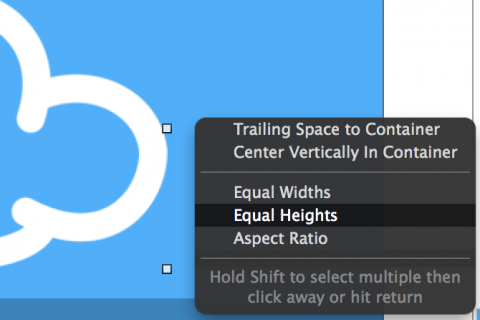 Trailing Space to Container
Center Vertically In Container
Equal Widths
Equal Heights
Aspect Ratio
Hold Shift to select multiple then
click away or hit return